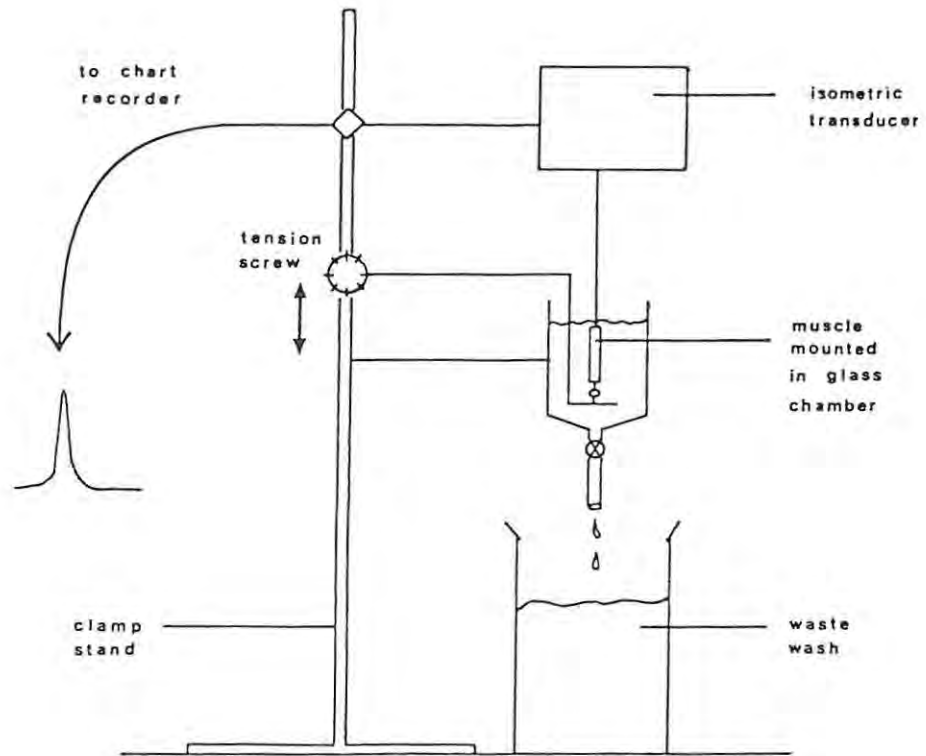 to chart
recorder
isometric
transducer
tension
screw
muscle
mounted
in glass
chamber
clamp
stand
waste
wash